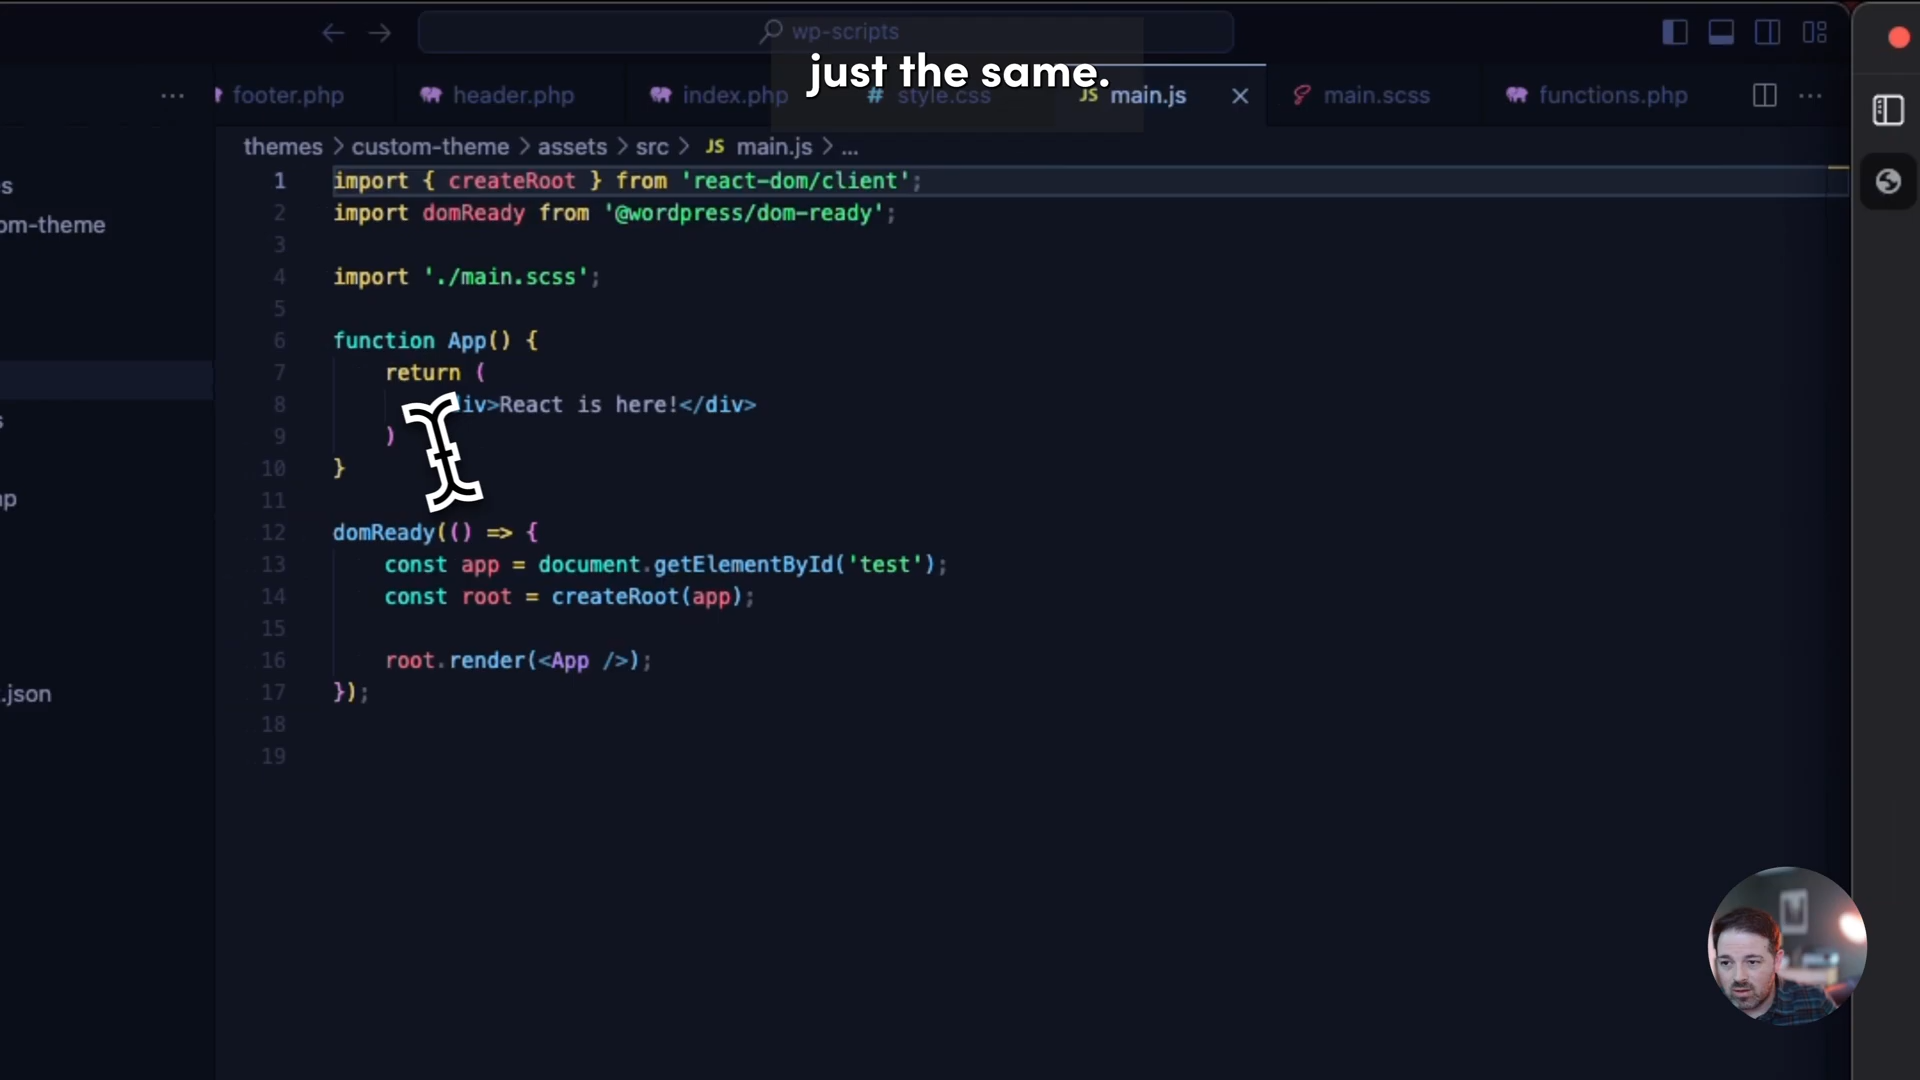 wp-scripts
just the same.
footer.php
header.php
index.php
# style.css
JS main.js
main.scss
functions.php
themes > custom-theme > assets > src > JS main.js > ...
om-theme
.json
1 import { createRoot } from 'react-dom/client';
2 import domReady from '@wordpress/dom-ready';
3
4 import './main.scss';
5
6 function App() {
7 return (
8 iv>React is here!</div>
9 )
10 }
11
12 domReady(() => {
13 const app = document.getElementById('test');
14 const root = createRoot(app);
15
16 root.render(<App />);
17 });
18
19